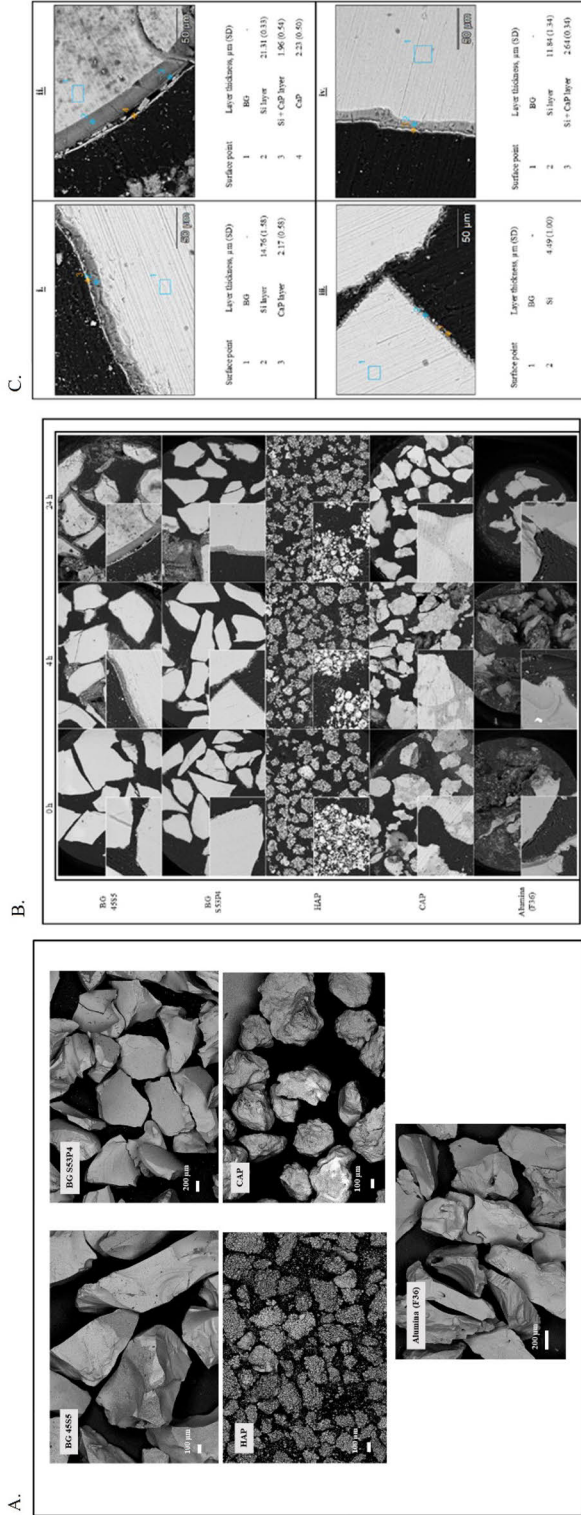 A.
BG 45S5
100 µm
BG S53P4
200 µm
HAP
100 µm
CAP
100 µm
Alumina (F36)
200 µm
B.
0 h
4 h
24 h
BG
45S5
BG
S53P4
HAP
CAP
Alumina
(F36)
C.
i.
50 µm
Surface point Layer thickness, µm (SD)
1 BG -
2 Si layer 14.76 (1.58)
3 CaP layer 2.17 (0.58)
ii.
50 µm
Surface point Layer thickness, µm (SD)
1 BG -
2 Si layer 21.31 (0.33)
3 Si + CaP layer 1.96 (0.54)
4 CaP 2.23 (0.50)
iii.
50 µm
Surface point Layer thickness, µm (SD)
1 BG -
2 Si 4.49 (1.00)
iv.
50 µm
Surface point Layer thickness, µm (SD)
1 BG -
2 Si layer 11.84 (1.34)
3 Si + CaP layer 2.64 (0.34)